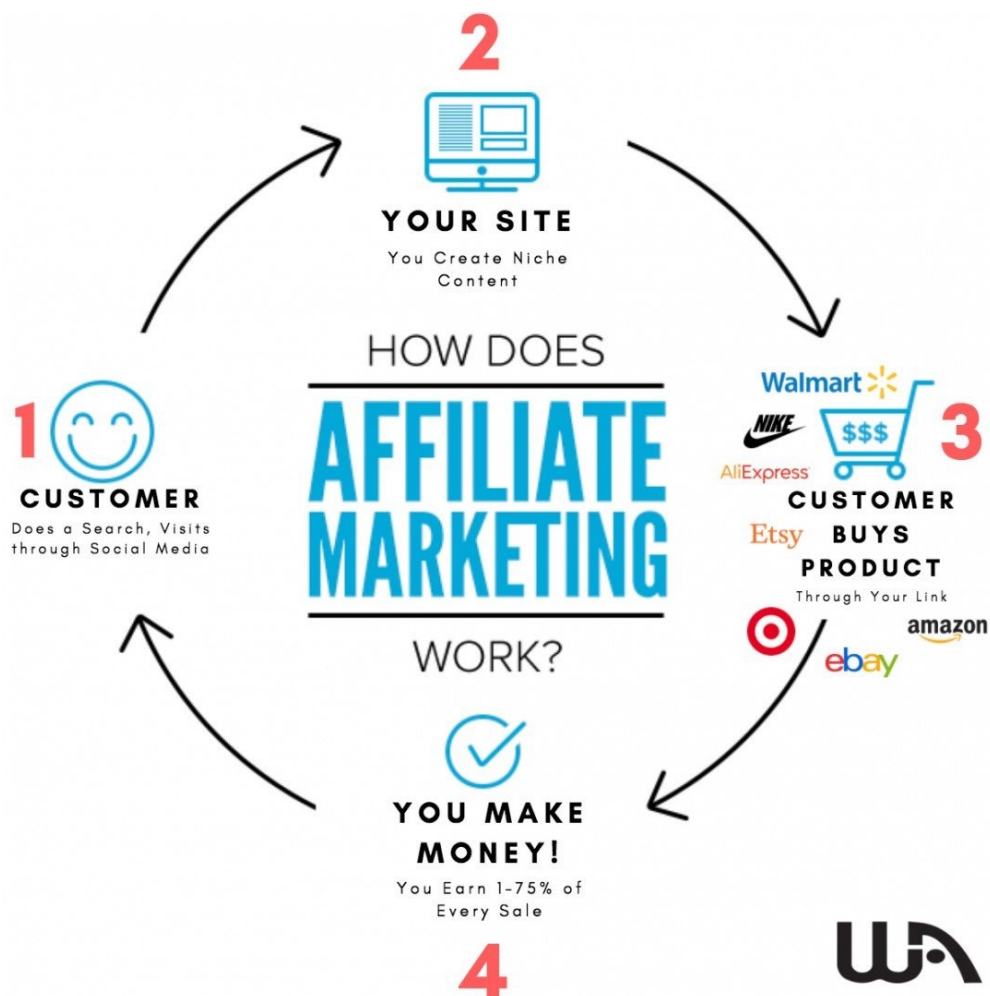 2
YOUR SITE
You Create Niche
Content
HOW DOES
AFFILIATE
MARKETING
WORK?
1
CUSTOMER
Does a Search, Visits
through Social Media
Walmart
NIKE
$$$
3
AliExpress
CUSTOMER
BUYS
PRODUCT
Etsy
Through Your Link
amazon
ebay
YOU MAKE
MONEY!
You Earn 1-75% of
Every Sale
4
WA